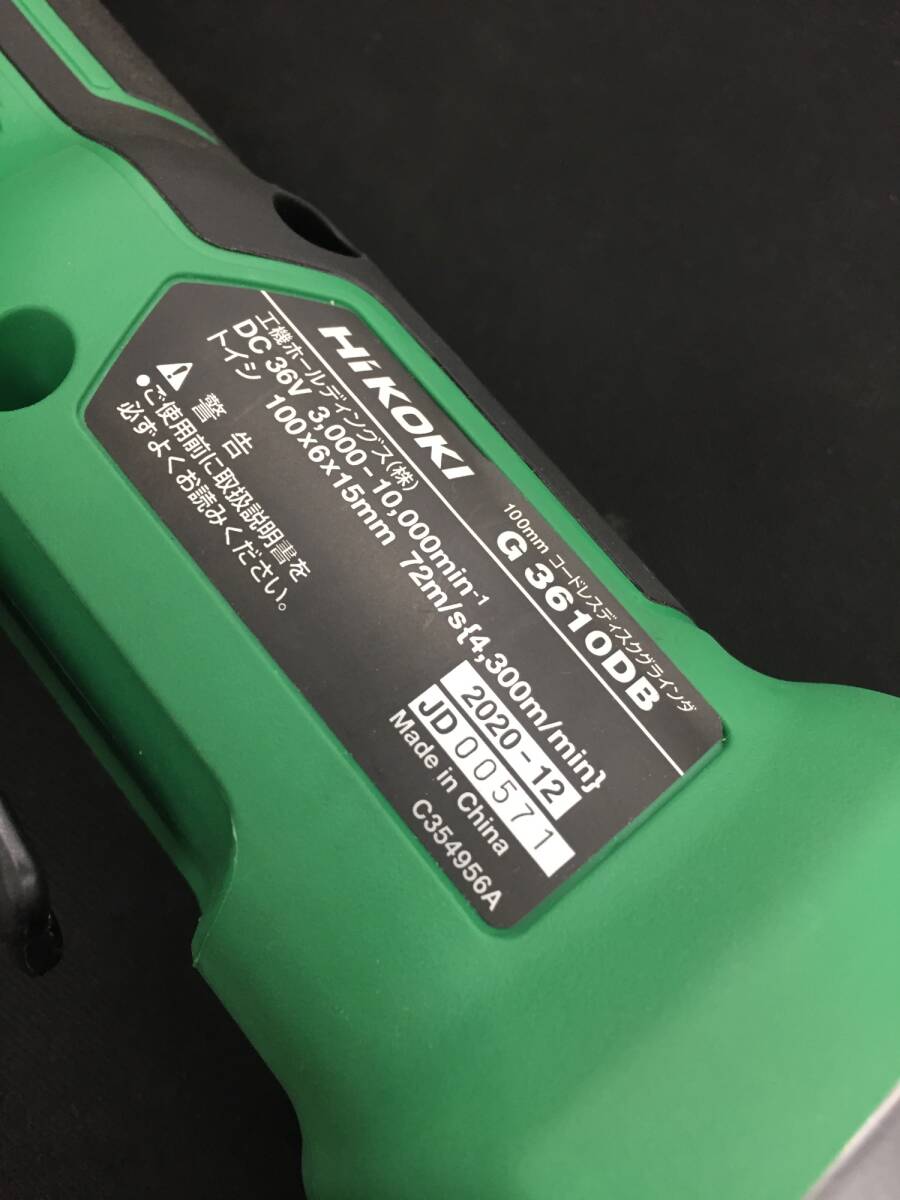 HiKOKI
100mm コードレスディスクグラインダ
G 3610DB
工機ホールディングス(株)
DC 36V 3,000-10,000min-1
トイシ 100×6×15mm 72m/s{4,300m/min}
警告
●ご使用前に取扱説明書を
必ずよくお読みください。
2020-12
JD 00571
Made in China
C354956A